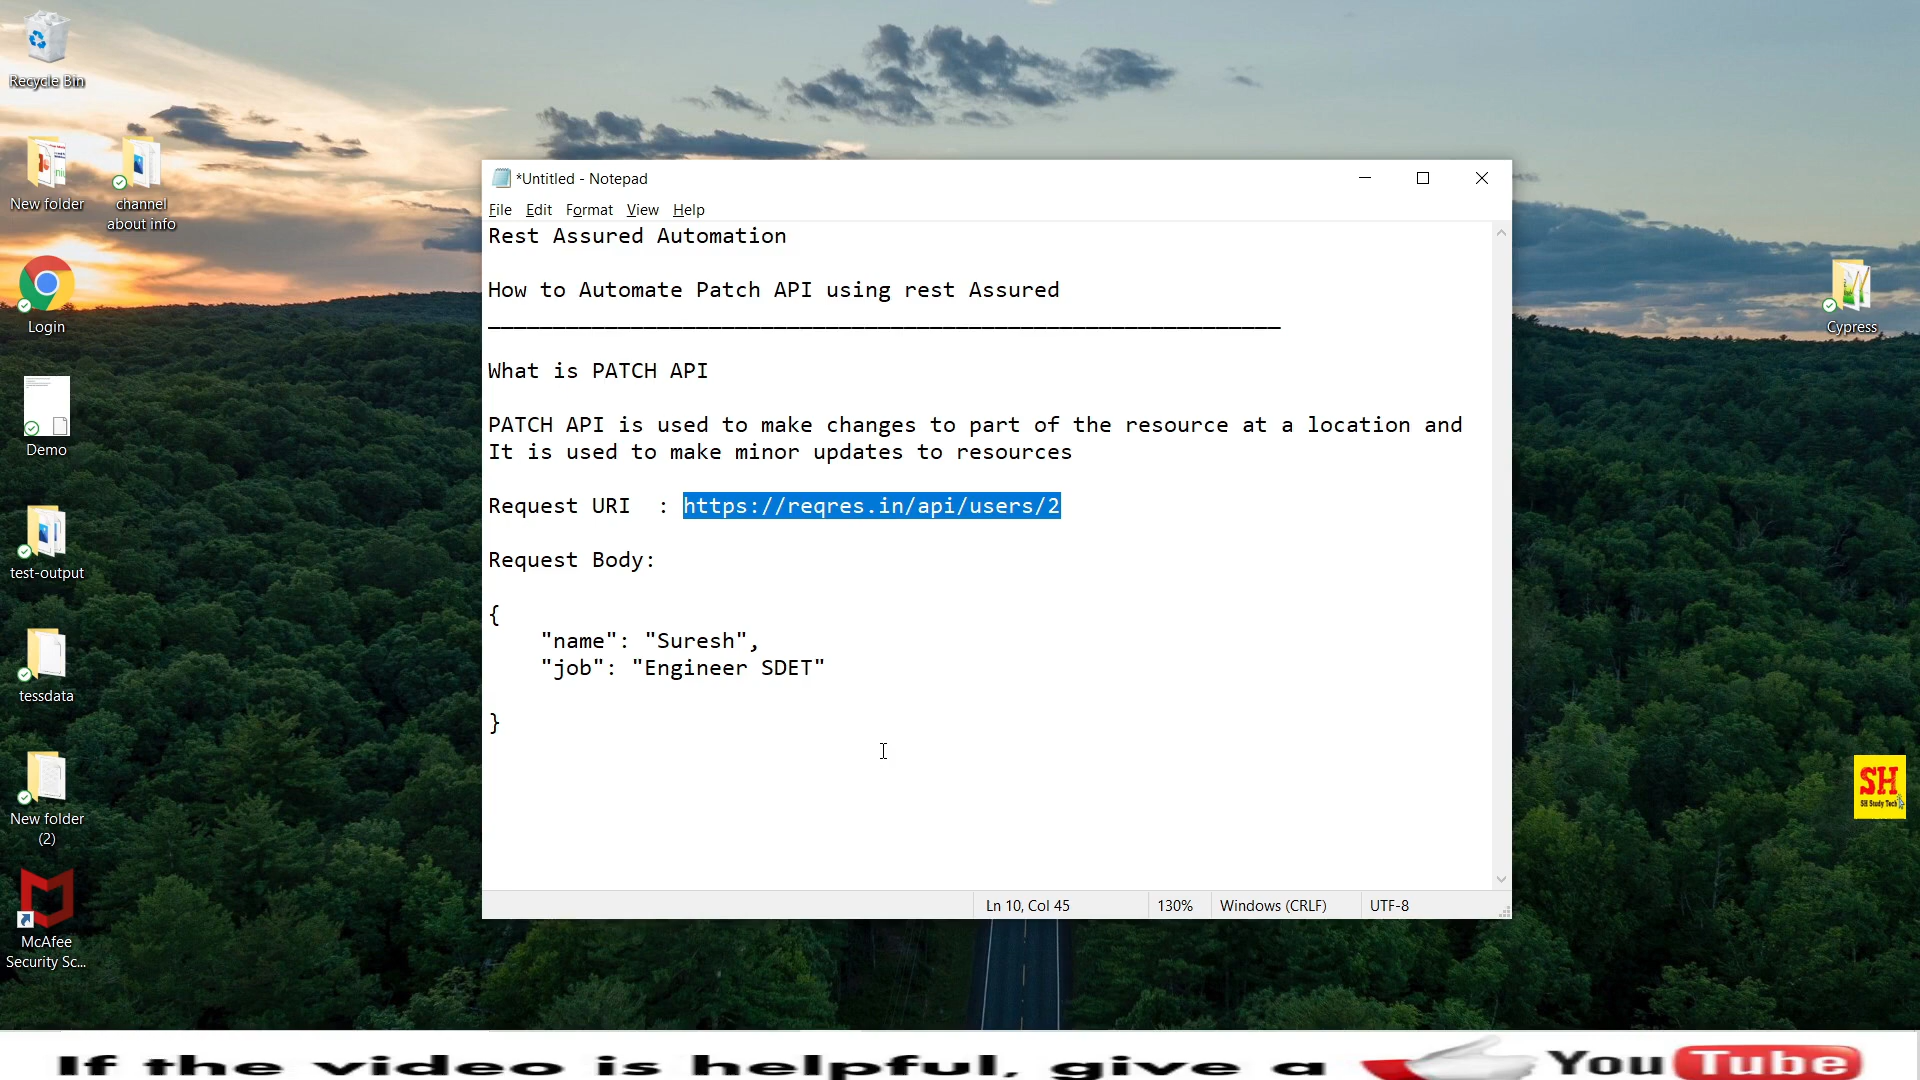 Recycle Bin
New folder
channel
about info
Login
Demo
test-output
tessdata
New folder
(2)
McAfee
Security Sc...
*Untitled - Notepad
File Edit Format View Help
Rest Assured Automation
How to Automate Patch API using rest Assured
What is PATCH API
PATCH API is used to make changes to part of the resource at a location and
It is used to make minor updates to resources
Request URI : https://reqres.in/api/users/2
Request Body:
{
"name": "Suresh",
"job": "Engineer SDET"
}
Ln 10, Col 45 130% Windows (CRLF) UTF-8
Cypress
SH
SH Study Tech
If the video is helpful, give a YouTube